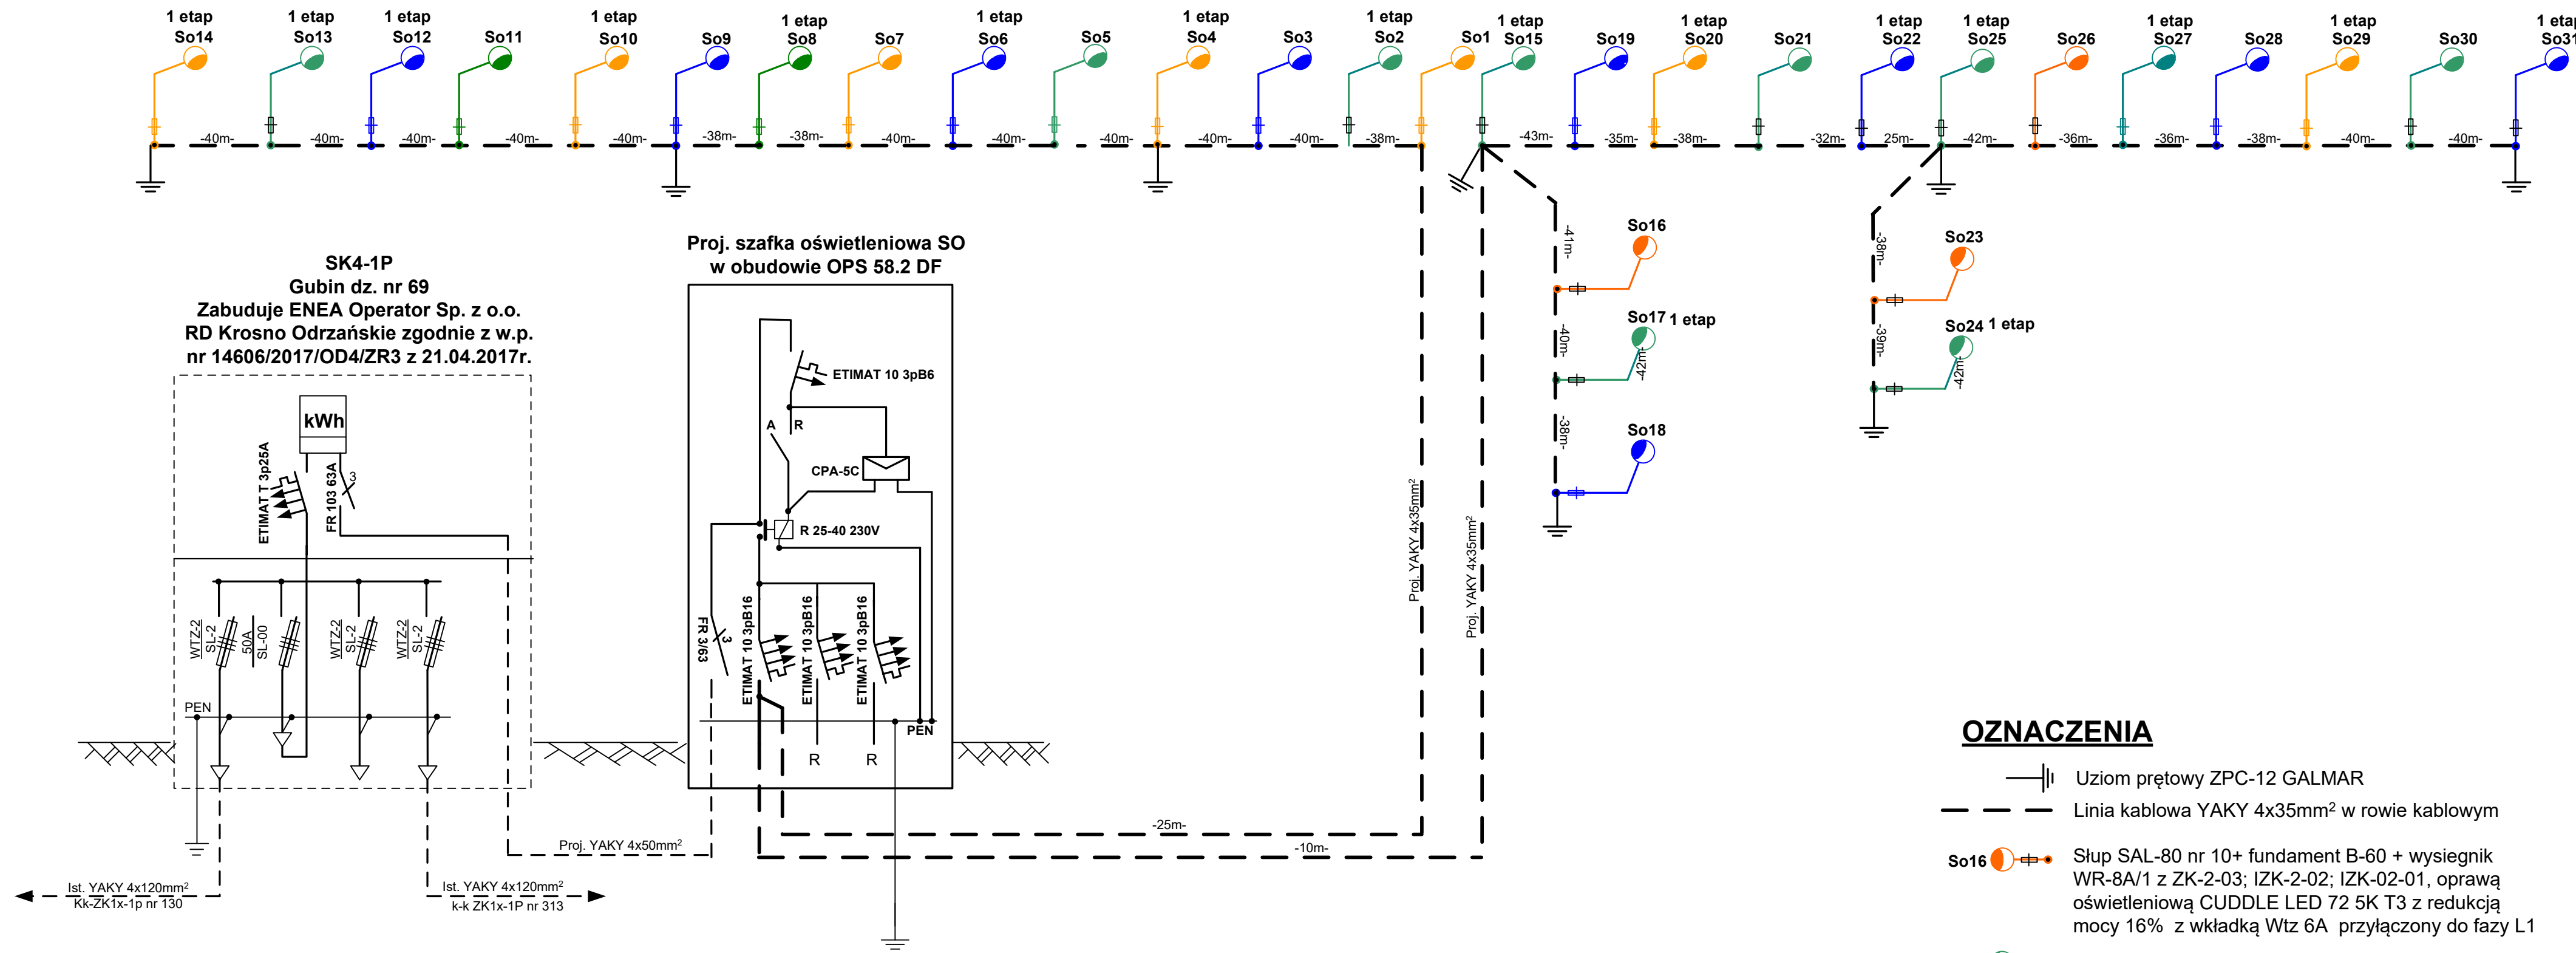 1 etap
So14
1 etap
So13
1 etap
So12
So11
1 etap
So10
So9
1 etap
So8
So7
1 etap
So6
So5
1 etap
So4
So3
1 etap
So2
So1
1 etap
So15
So19
1 etap
So20
So21
1 etap
So22
1 etap
So25
So26
1 etap
So27
So28
1 etap
So29
So30
1 etap
So31
-40m-
-40m-
-40m-
-40m-
-40m-
-38m-
-38m-
-40m-
-40m-
-40m-
-40m-
-40m-
-38m-
-43m-
-35m-
-38m-
-32m-
25m-
-42m-
-36m-
-36m-
-38m-
-40m-
-40m-
-41m-
So16
-40m-
So17 1 etap
-42m-
-38m-
So18
-38m-
So23
-39m-
So24 1 etap
-42m-
SK4-1P
Gubin dz. nr 69
Zabuduje ENEA Operator Sp. z o.o.
RD Krosno Odrzańskie zgodnie z w.p.
nr 14606/2017/OD4/ZR3 z 21.04.2017r.
kWh
ETIMAT T 3p25A
FR 103 63A
3
WTZ-2
SL-2
50A
SL-00
WTZ-2
SL-2
WTZ-2
SL-2
PEN
Ist. YAKY 4x120mm²
Kk-ZK1x-1p nr 130
Ist. YAKY 4x120mm²
k-k ZK1x-1P nr 313
Proj. YAKY 4x50mm²
Proj. szafka oświetleniowa SO
w obudowie OPS 58.2 DF
ETIMAT 10 3pB6
A
R
CPA-5C
R 25-40 230V
FR 3/63
3
ETIMAT 10 3pB16
ETIMAT 10 3pB16
ETIMAT 10 3pB16
PEN
R
R
-25m-
-10m-
Proj. YAKY 4x35mm²
Proj. YAKY 4x35mm²
OZNACZENIA
Uziom prętowy ZPC-12 GALMAR
Linia kablowa YAKY 4x35mm² w rowie kablowym
So16
Słup SAL-80 nr 10+ fundament B-60 + wysiegnik
WR-8A/1 z ZK-2-03; IZK-2-02; IZK-02-01, oprawą
oświetleniową CUDDLE LED 72 5K T3 z redukcją
mocy 16% z wkładką Wtz 6A przyłączony do fazy L1